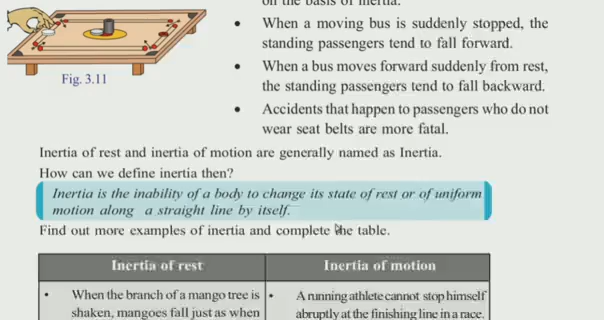 on the basis of inertia.
• When a moving bus is suddenly stopped, the
standing passengers tend to fall forward.
• When a bus moves forward suddenly from rest,
the standing passengers tend to fall backward.
• Accidents that happen to passengers who do not
wear seat belts are more fatal.
Fig. 3.11
Inertia of rest and inertia of motion are generally named as Inertia.
How can we define inertia then?
Inertia is the inability of a body to change its state of rest or of uniform
motion along a straight line by itself.
Find out more examples of inertia and complete the table.
Inertia of rest
• When the branch of a mango tree is
shaken, mangoes fall just as when
Inertia of motion
• A running athlete cannot stop himself
abruptly at the finishing line in a race.